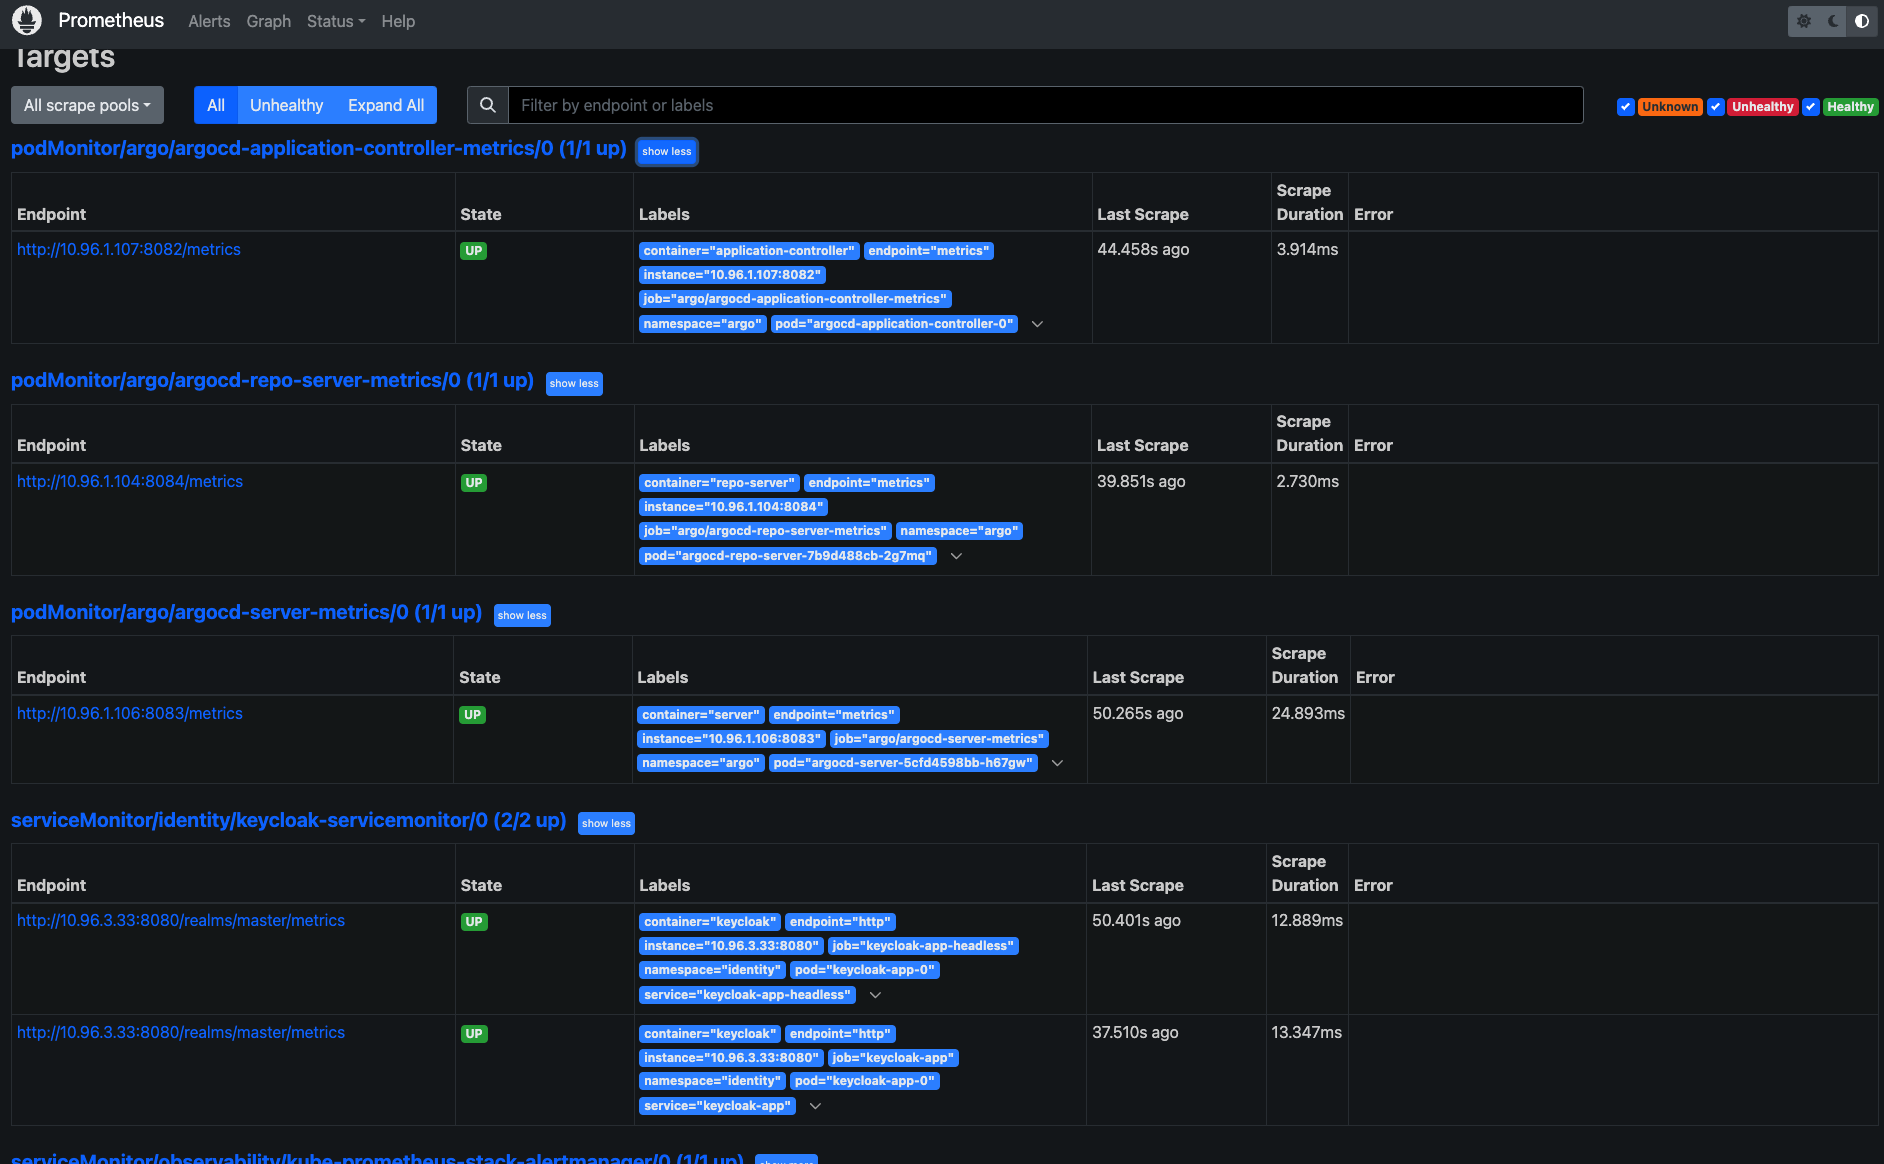 Prometheus Alerts Graph Status Help
Targets
All scrape pools All Unhealthy Expand All Filter by endpoint or labels Unknown Unhealthy Healthy
podMonitor/argo/argocd-application-controller-metrics/0 (1/1 up) show less
Endpoint State Labels Last Scrape Scrape Duration Error
http://10.96.1.107:8082/metrics UP container="application-controller" endpoint="metrics" 44.458s ago 3.914ms
instance="10.96.1.107:8082"
job="argo/argocd-application-controller-metrics"
namespace="argo" pod="argocd-application-controller-0"
podMonitor/argo/argocd-repo-server-metrics/0 (1/1 up) show less
Endpoint State Labels Last Scrape Scrape Duration Error
http://10.96.1.104:8084/metrics UP container="repo-server" endpoint="metrics" 39.851s ago 2.730ms
instance="10.96.1.104:8084"
job="argo/argocd-repo-server-metrics" namespace="argo"
pod="argocd-repo-server-7b9d488cb-2g7mq"
podMonitor/argo/argocd-server-metrics/0 (1/1 up) show less
Endpoint State Labels Last Scrape Scrape Duration Error
http://10.96.1.106:8083/metrics UP container="server" endpoint="metrics" 50.265s ago 24.893ms
instance="10.96.1.106:8083" job="argo/argocd-server-metrics"
namespace="argo" pod="argocd-server-5cfd4598bb-h67gw"
serviceMonitor/identity/keycloak-servicemonitor/0 (2/2 up) show less
Endpoint State Labels Last Scrape Scrape Duration Error
http://10.96.3.33:8080/realms/master/metrics UP container="keycloak" endpoint="http" 50.401s ago 12.889ms
instance="10.96.3.33:8080" job="keycloak-app-headless"
namespace="identity" pod="keycloak-app-0"
service="keycloak-app-headless"
http://10.96.3.33:8080/realms/master/metrics UP container="keycloak" endpoint="http" 37.510s ago 13.347ms
instance="10.96.3.33:8080" job="keycloak-app"
namespace="identity" pod="keycloak-app-0"
service="keycloak-app"
serviceMonitor/observability/kube-prometheus-stack-alertmanager/0 (1/1 up) show more